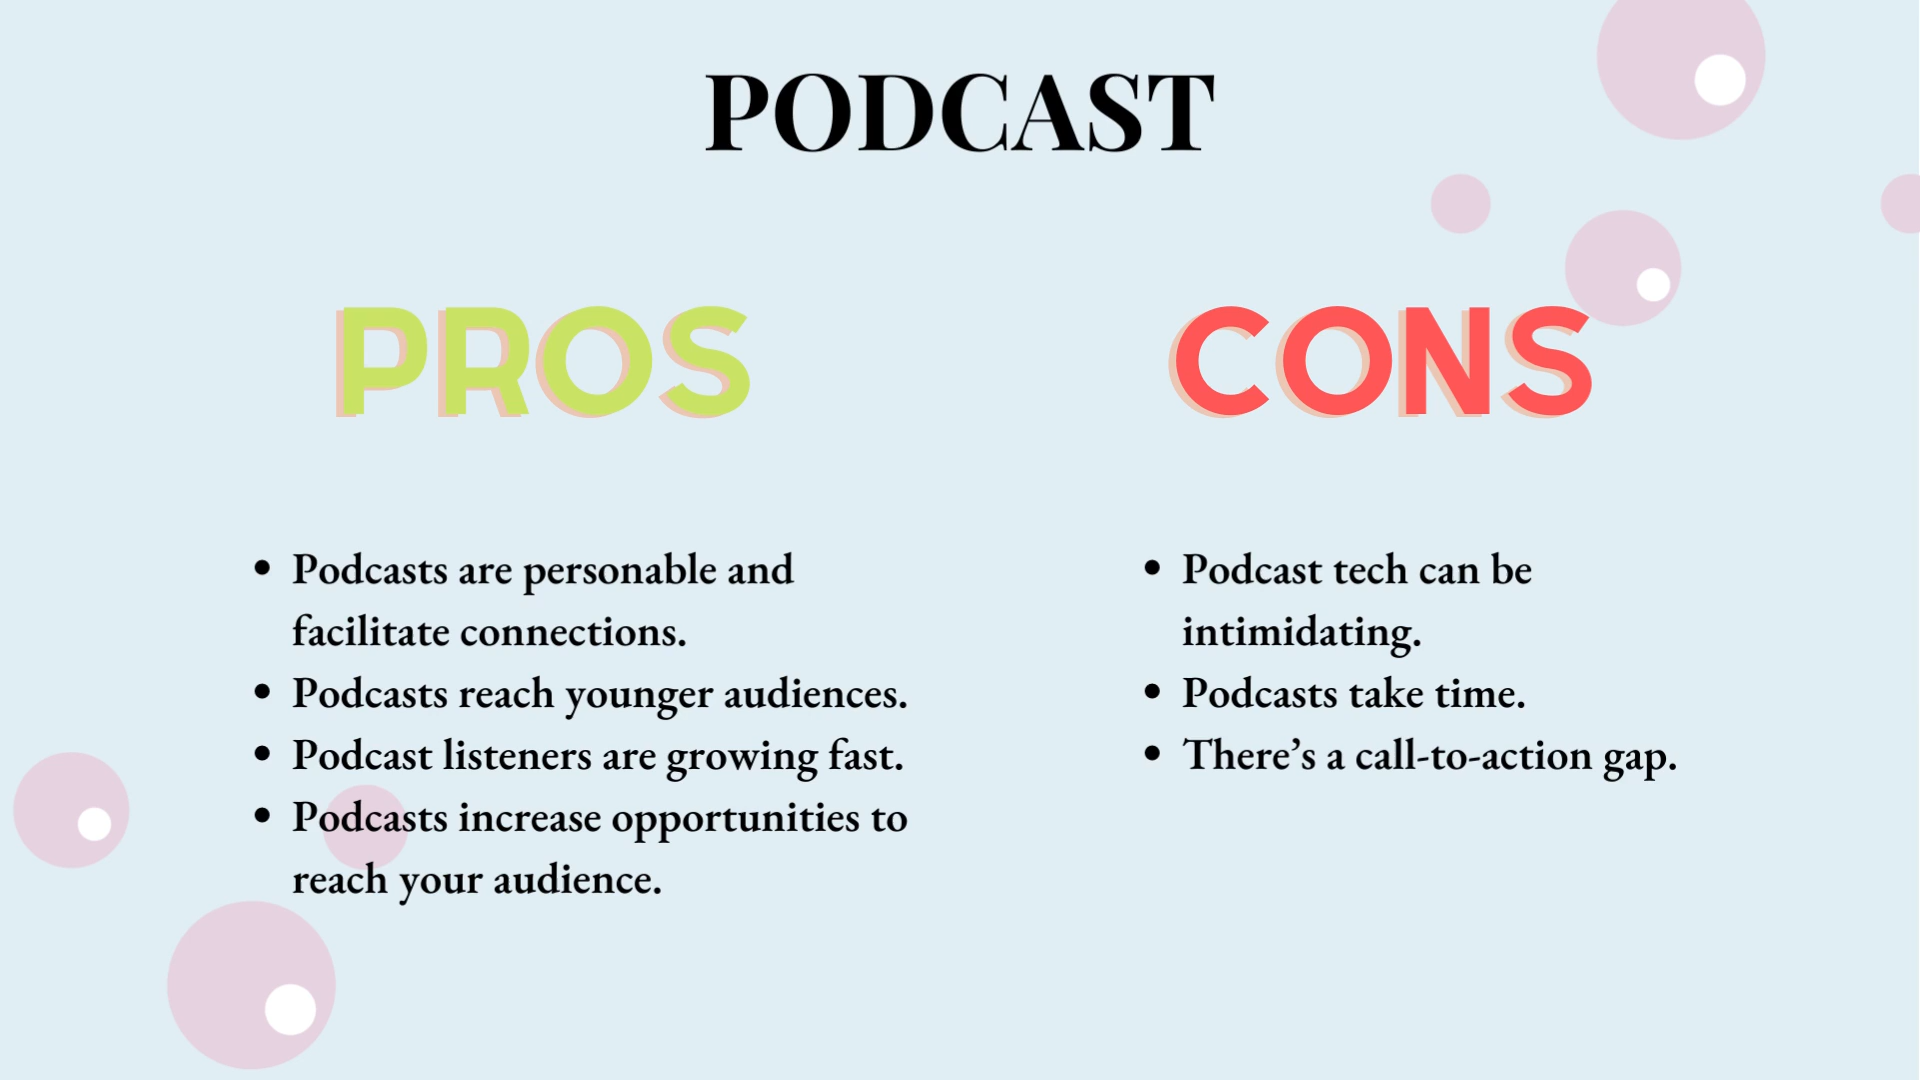 PODCAST
PROS
• Podcasts are personable and
facilitate connections.
• Podcasts reach younger audiences.
• Podcast listeners are growing fast.
• Podcasts increase opportunities to
reach your audience.
CONS
• Podcast tech can be
intimidating.
• Podcasts take time.
• There’s a call-to-action gap.